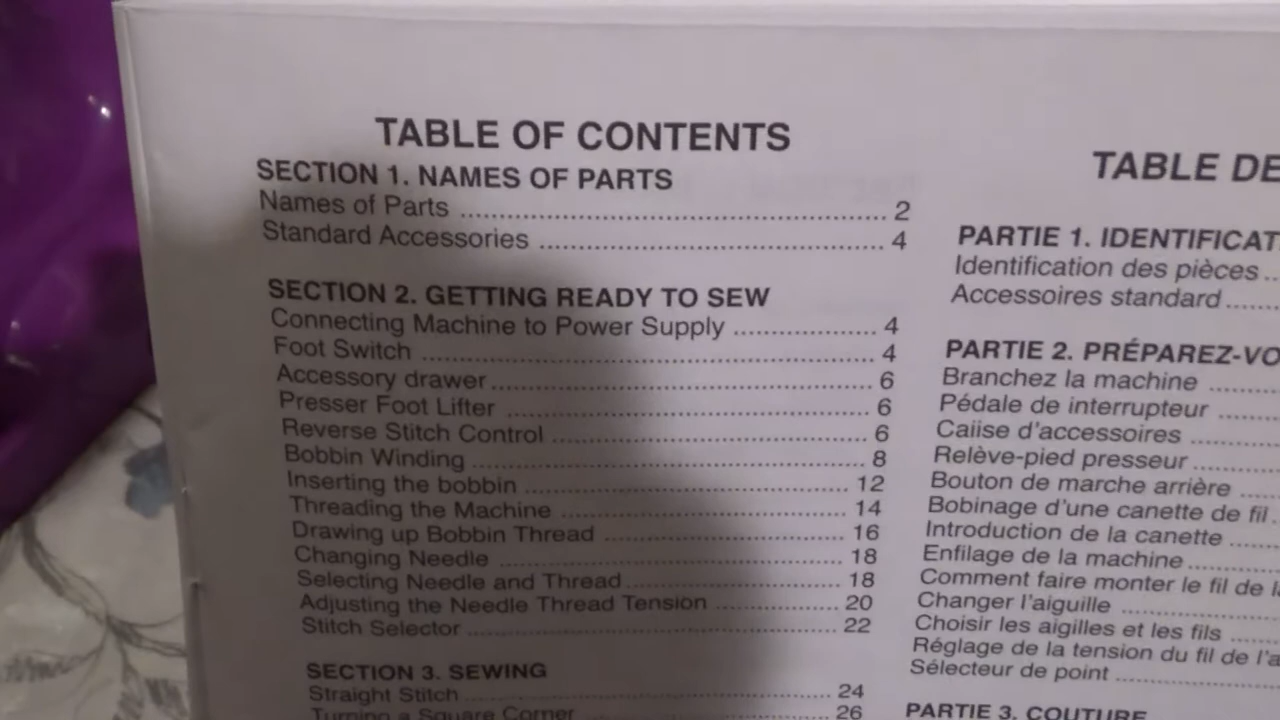 TABLE OF CONTENTS
SECTION 1. NAMES OF PARTS
Names of Parts ........ 2
Standard Accessories ........ 4
SECTION 2. GETTING READY TO SEW
Connecting Machine to Power Supply ........ 4
Foot Switch ........ 4
Accessory drawer ........ 6
Presser Foot Lifter ........ 6
Reverse Stitch Control ........ 6
Bobbin Winding ........ 8
Inserting the bobbin ........ 12
Threading the Machine ........ 14
Drawing up Bobbin Thread ........ 16
Changing Needle ........ 18
Selecting Needle and Thread ........ 18
Adjusting the Needle Thread Tension ........ 20
Stitch Selector ........ 22
SECTION 3. SEWING
Straight Stitch ........ 24
Turning a Square Corner ........ 26
TABLE DE
PARTIE 1. IDENTIFICAT
Identification des pièces ..
Accessoires standard ......
PARTIE 2. PRÉPAREZ-VO
Branchez la machine ........
Pédale de interrupteur ......
Caiise d'accessoires ........
Relève-pied presseur ........
Bouton de marche arrière ....
Bobinage d'une canette de fil .
Introduction de la canette ......
Enfilage de la machine ........
Comment faire monter le fil de l
Changer l'aiguille ........
Choisir les aigilles et les fils ......
Réglage de la tension du fil de l'a
Sélecteur de point ........
PARTIE 3. COUTURE